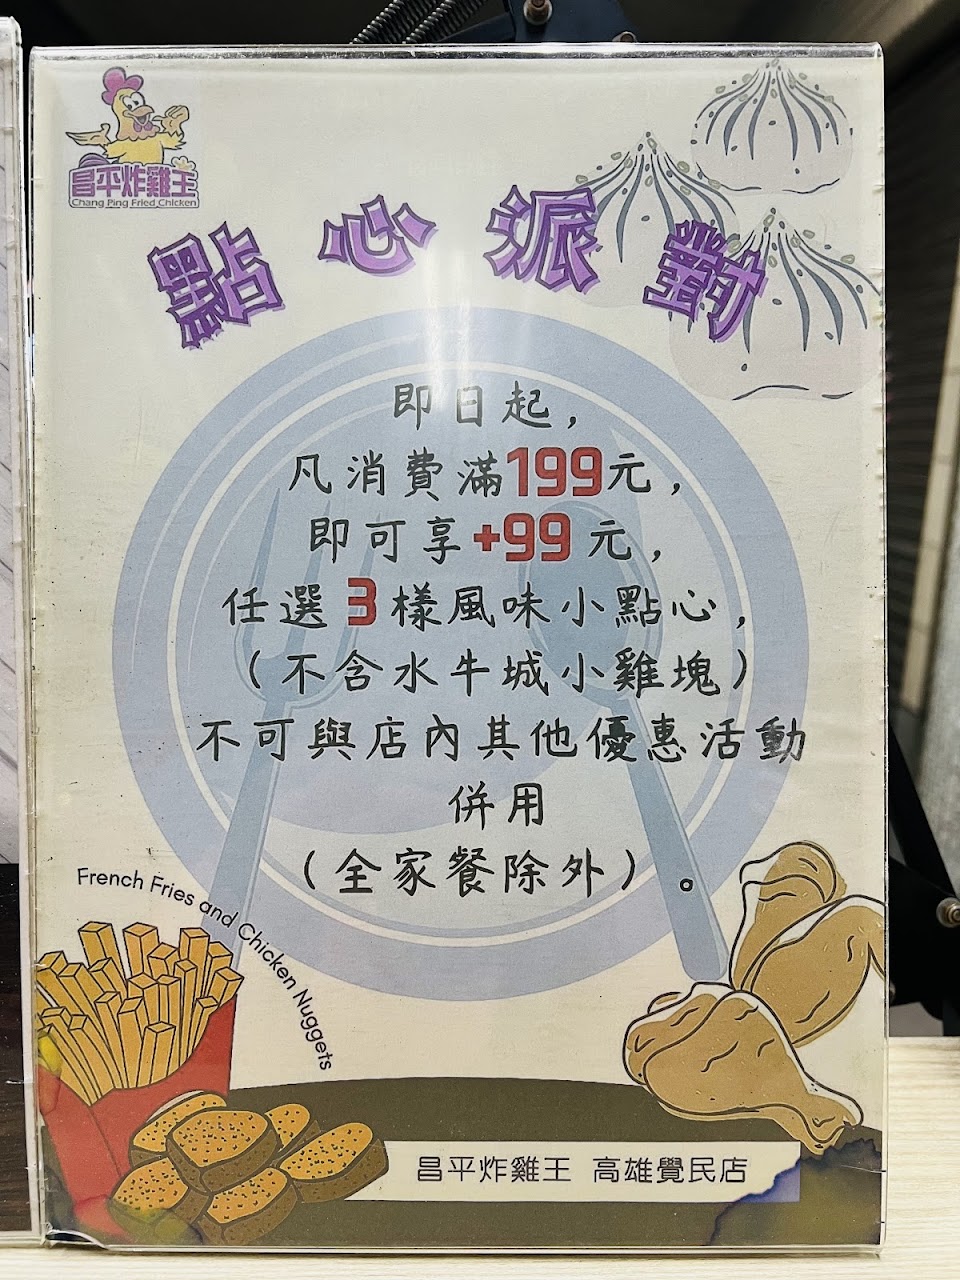 昌平炸雞王
Chang Ping Fried Chicken
點心派對
即日起，
凡消費滿199元，
即可享+99元，
任選3樣風味小點心，
（不含水牛城小雞塊）
不可與店內其他優惠活動
併用
（全家餐除外）。
French Fries and Chicken Nuggets
昌平炸雞王 高雄覺民店